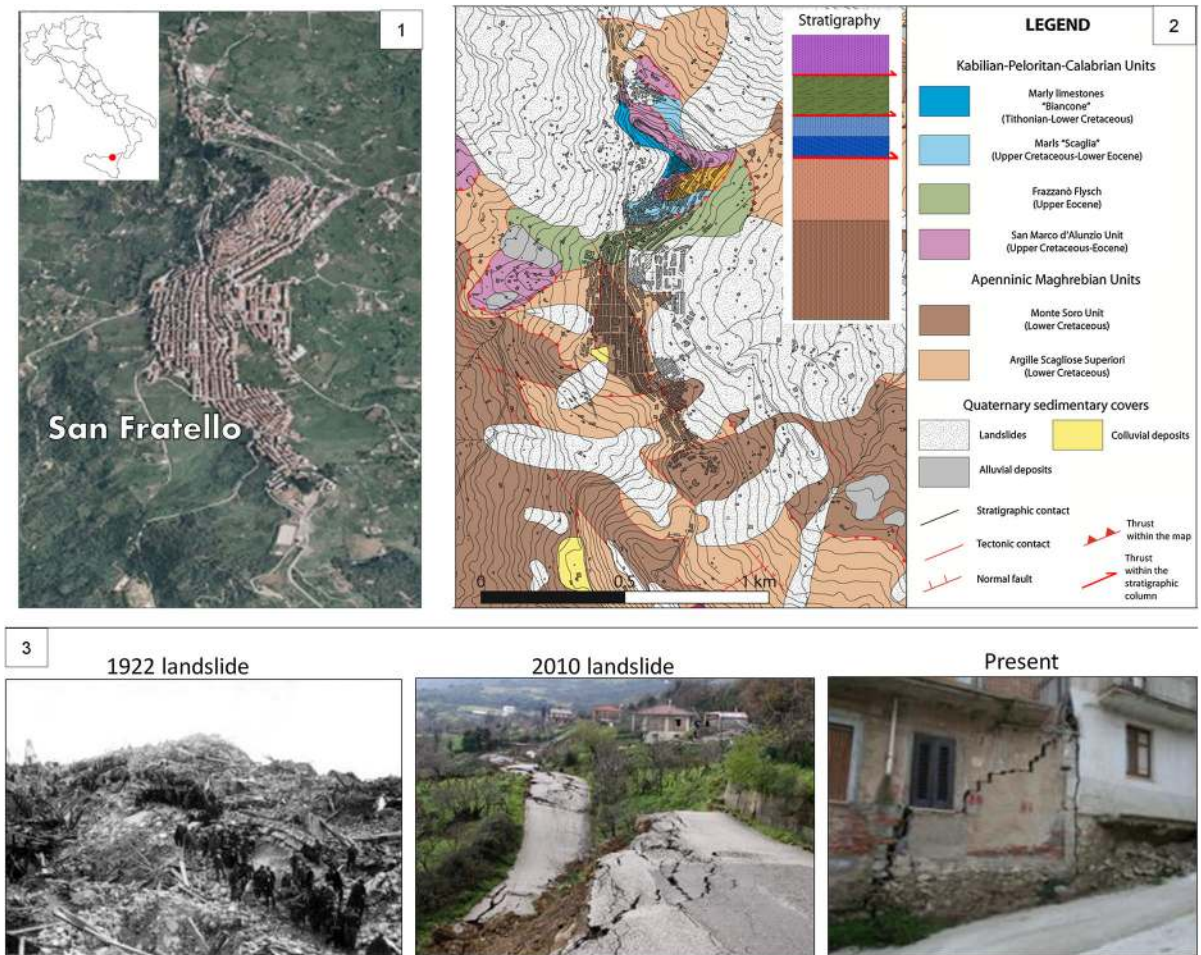 1
San Fratello
Stratigraphy
0
0.5
1 km
LEGEND
2
Kabilian-Peloritan-Calabrian Units
Marly limestones
"Biancone"
(Tithonian-Lower Cretaceous)
Marls "Scaglia"
(Upper Cretaceous-Lower Eocene)
Frazzanò Flysch
(Upper Eocene)
San Marco d'Alunzio Unit
(Upper Cretaceous-Eocene)
Apenninic Maghrebian Units
Monte Soro Unit
(Lower Cretaceous)
Argille Scagliose Superiori
(Lower Cretaceous)
Quaternary sedimentary covers
Landslides
Colluvial deposits
Alluvial deposits
Stratigraphic contact
Tectonic contact
Normal fault
Thrust
within the map
Thrust
within the
stratigraphic
column
3
1922 landslide
2010 landslide
Present